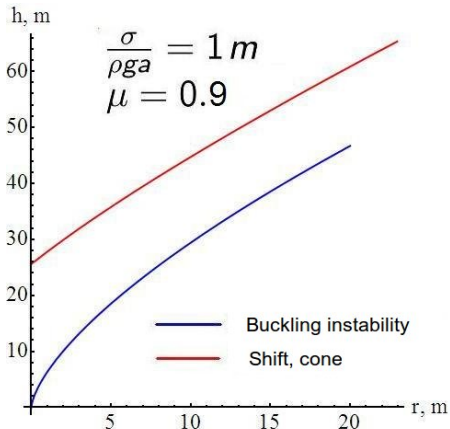 h, m
σ/ρga = 1 m
μ = 0.9
60
50
40
30
20
10
Buckling instability
Shift, cone
5 10 15 20 r, m